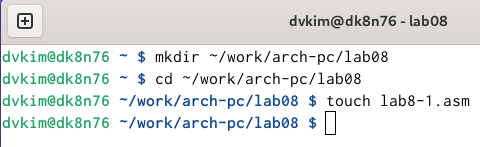 dvkim@dk8n76 - lab08
dvkim@dk8n76 ~ $ mkdir ~/work/arch-pc/lab08
dvkim@dk8n76 ~ $ cd ~/work/arch-pc/lab08
dvkim@dk8n76 ~/work/arch-pc/lab08 $ touch lab8-1.asm
dvkim@dk8n76 ~/work/arch-pc/lab08 $